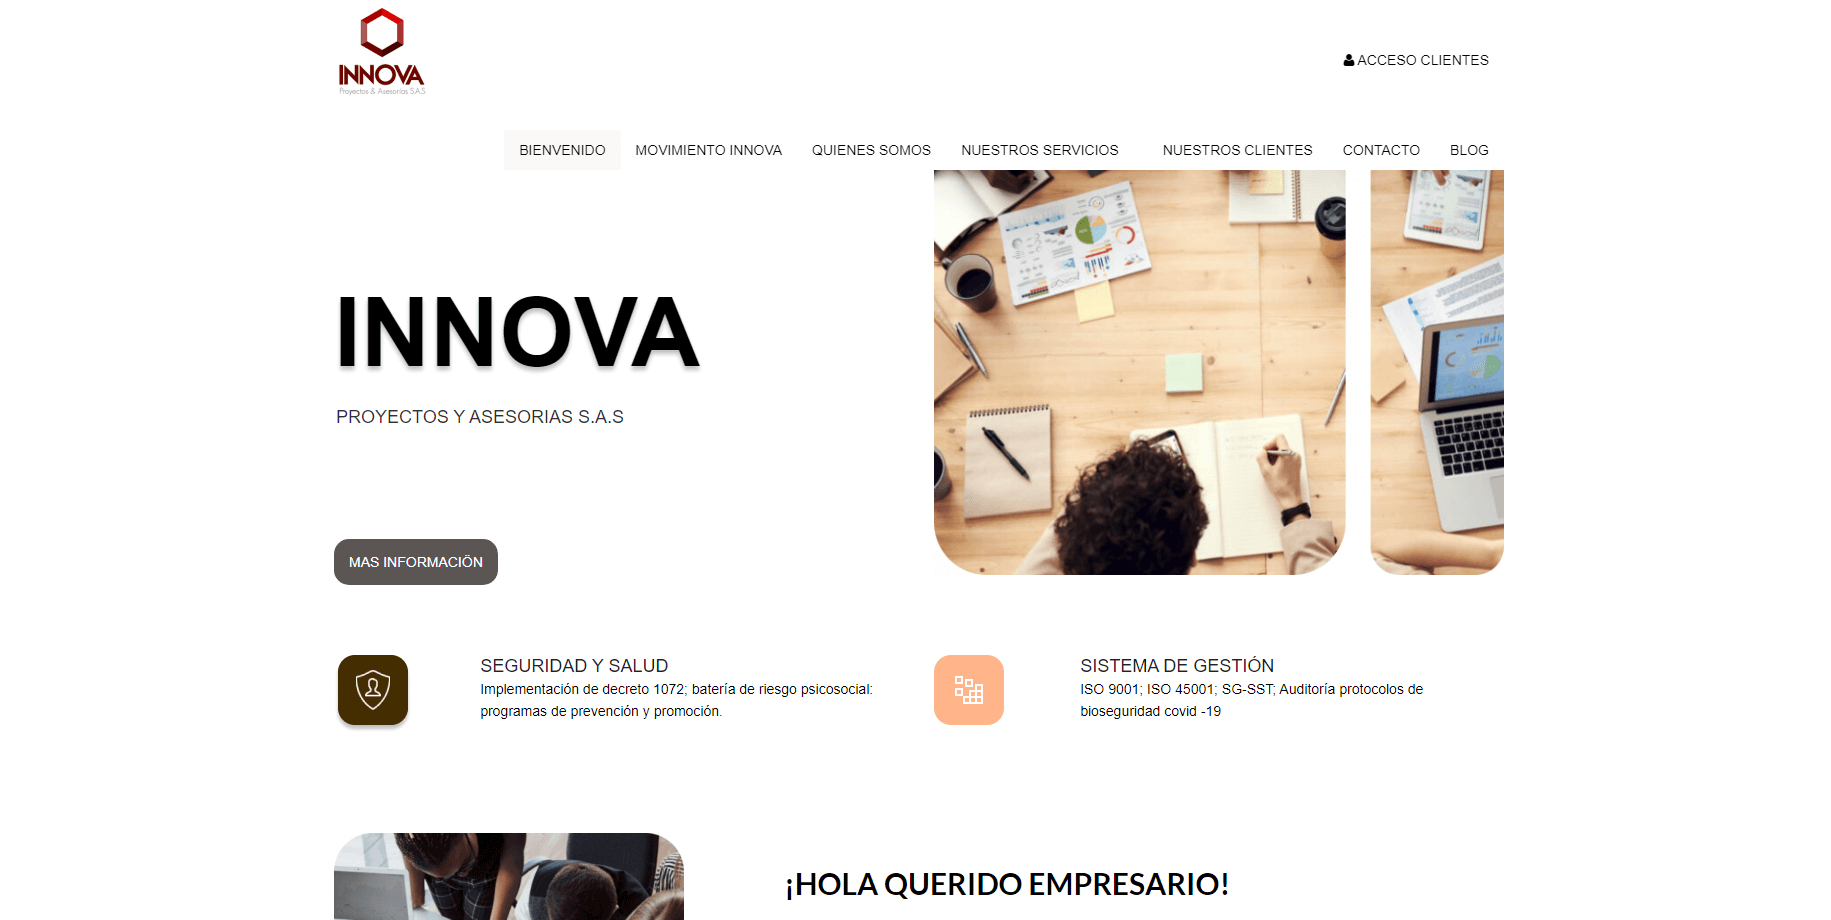 INNOVA
Proyectos & Asesorías S.A.S
ACCESO CLIENTES
BIENVENIDO
MOVIMIENTO INNOVA
QUIENES SOMOS
NUESTROS SERVICIOS
NUESTROS CLIENTES
CONTACTO
BLOG
INNOVA
PROYECTOS Y ASESORIAS S.A.S
MAS INFORMACIÖN
SEGURIDAD Y SALUD
Implementación de decreto 1072; batería de riesgo psicosocial:
programas de prevención y promoción.
SISTEMA DE GESTIÓN
ISO 9001; ISO 45001; SG-SST; Auditoría protocolos de
bioseguridad covid -19
¡HOLA QUERIDO EMPRESARIO!